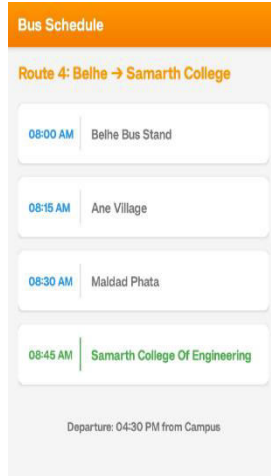 Bus Schedule
Route 4: Belhe → Samarth College
08:00 AM Belhe Bus Stand
08:15 AM Ane Village
08:30 AM Maldad Phata
08:45 AM Samarth College Of Engineering
Departure: 04:30 PM from Campus